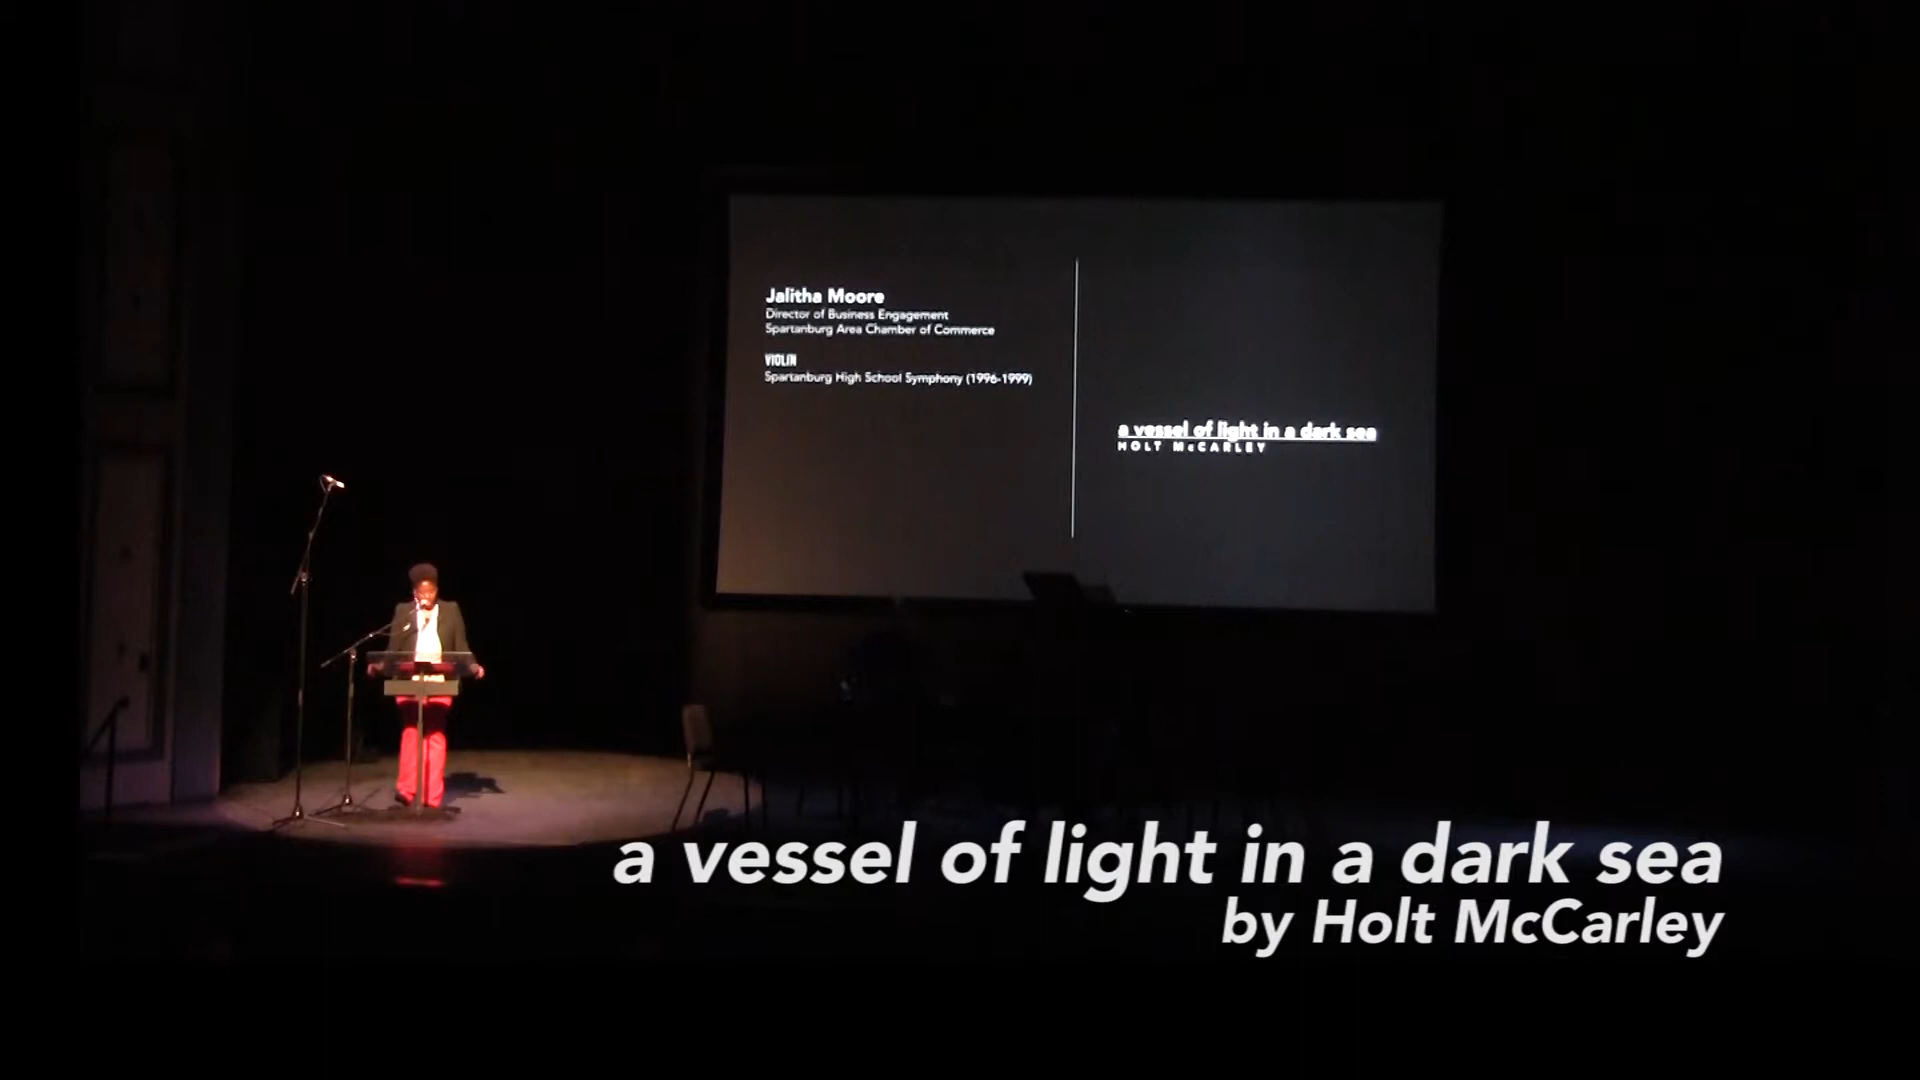 Jalitha Moore
Director of Business Engagement
Spartanburg Area Chamber of Commerce
VIOLIN
Spartanburg High School Symphony (1996-1999)
a vessel of light in a dark sea
HOLT McCARLEY
a vessel of light in a dark sea
by Holt McCarley